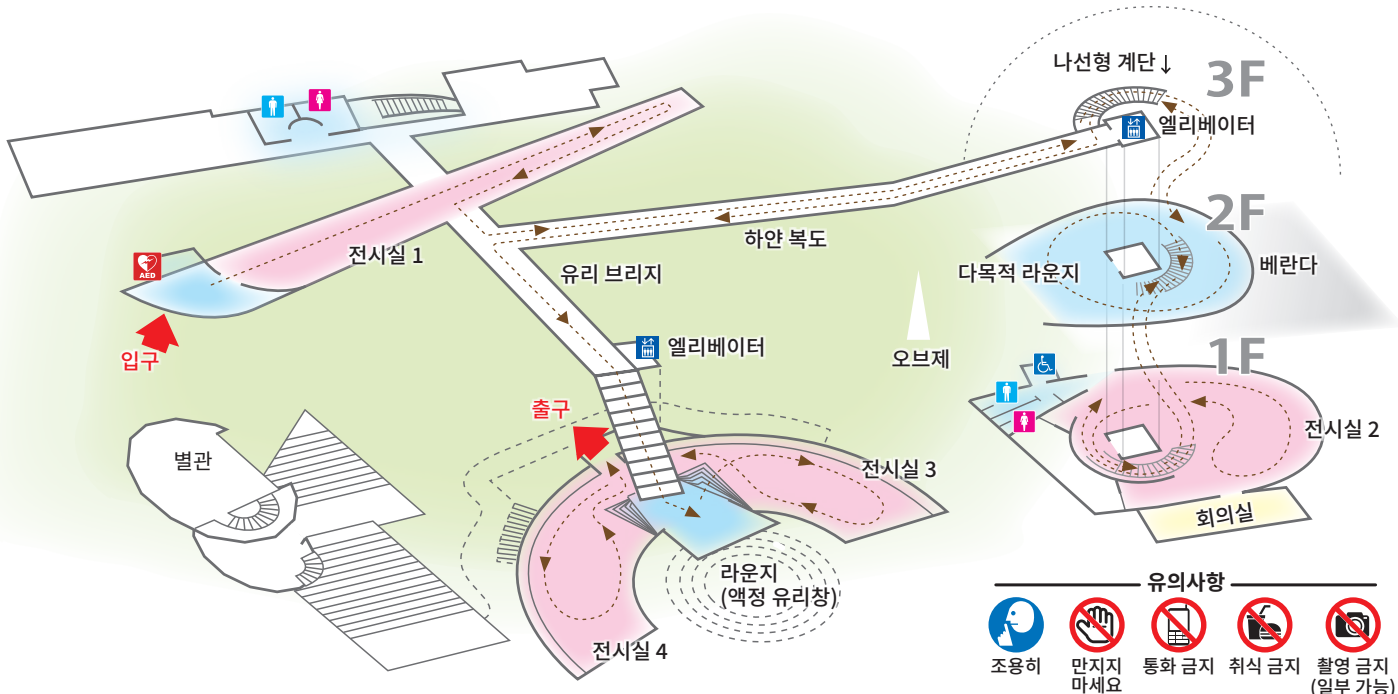 나선형 계단↓
3F
엘리베이터
2F
AED
전시실 1
하얀 복도
유리 브리지
다목적 라운지
베란다
입구
엘리베이터
오브제
1F
출구
별관
전시실 3
전시실 2
회의실
라운지
(액정 유리창)
전시실 4
유의사항
조용히
만지지
마세요
통화 금지
취식 금지
촬영 금지
(일부 가능)